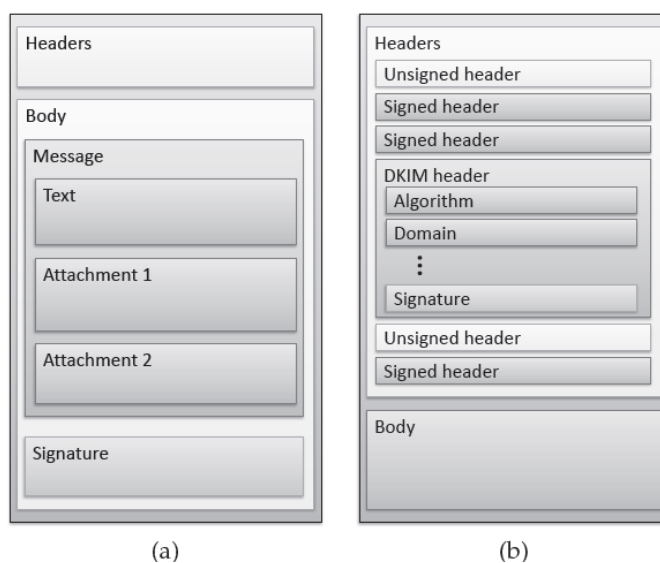 Headers
Body
Message
Text
Attachment 1
Attachment 2
Signature
(a)
Headers
Unsigned header
Signed header
Signed header
DKIM header
Algorithm
Domain
⋮
Signature
Unsigned header
Signed header
Body
(b)